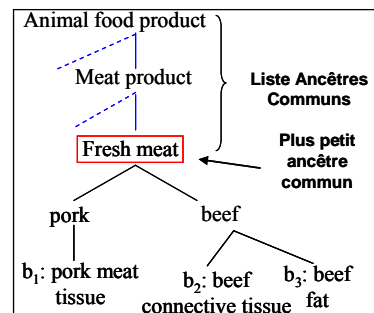 Animal food product
Meat product
Liste Ancêtres
Communs
Fresh meat
Plus petit
ancêtre
commun
pork
beef
b₁: pork meat
tissue
b₂: beef
connective tissue
b₃: beef
fat